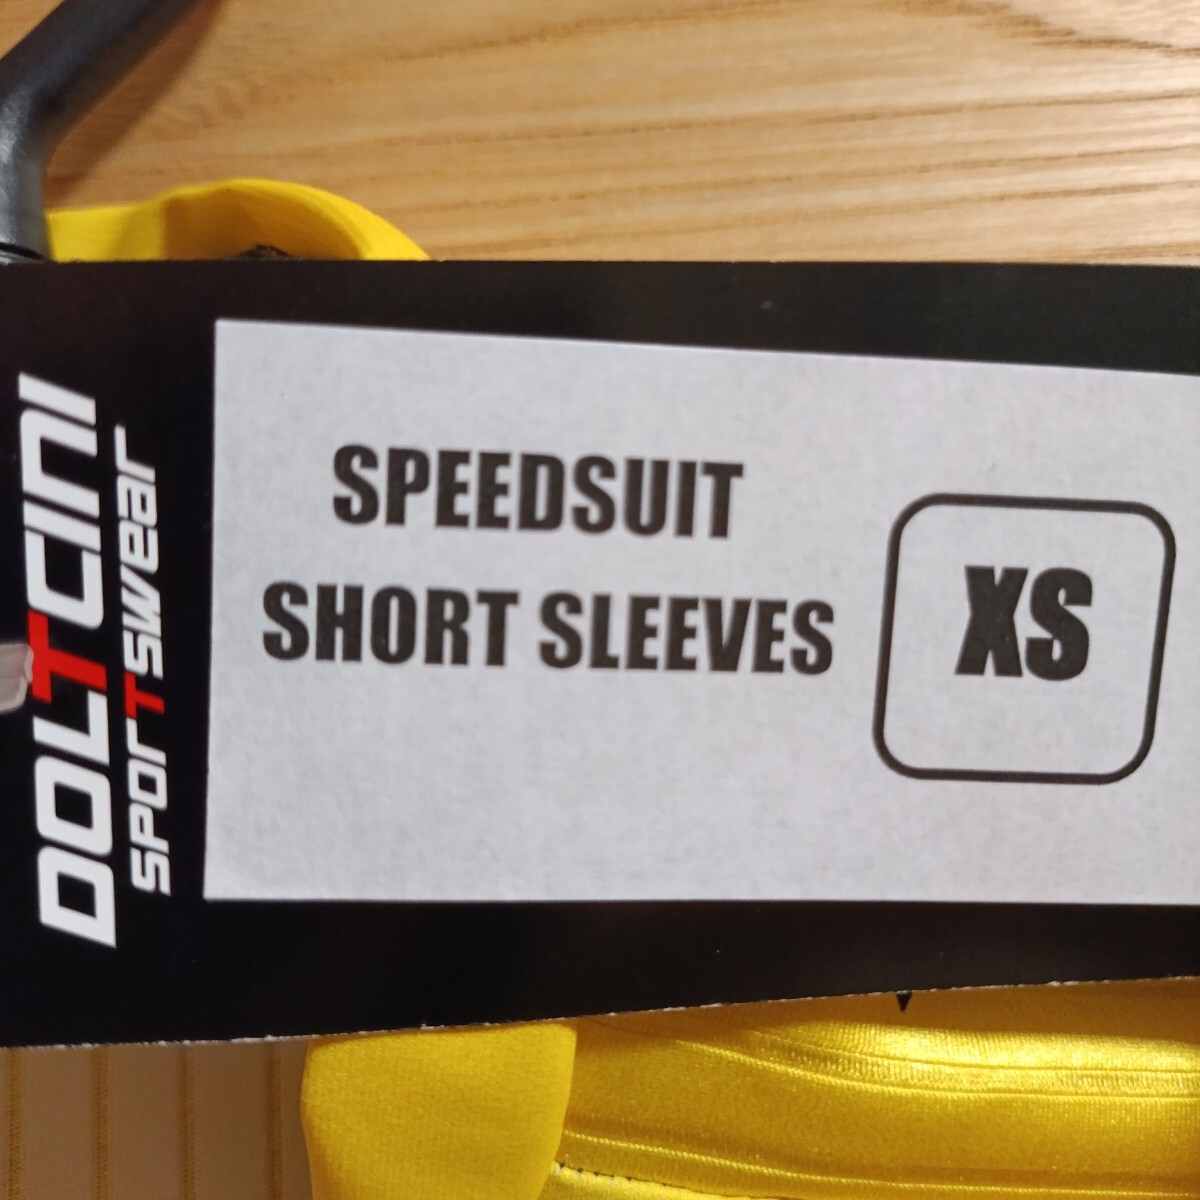 DOLTCINI
SPORTSWear
SPEEDSUIT
SHORT SLEEVES
XS